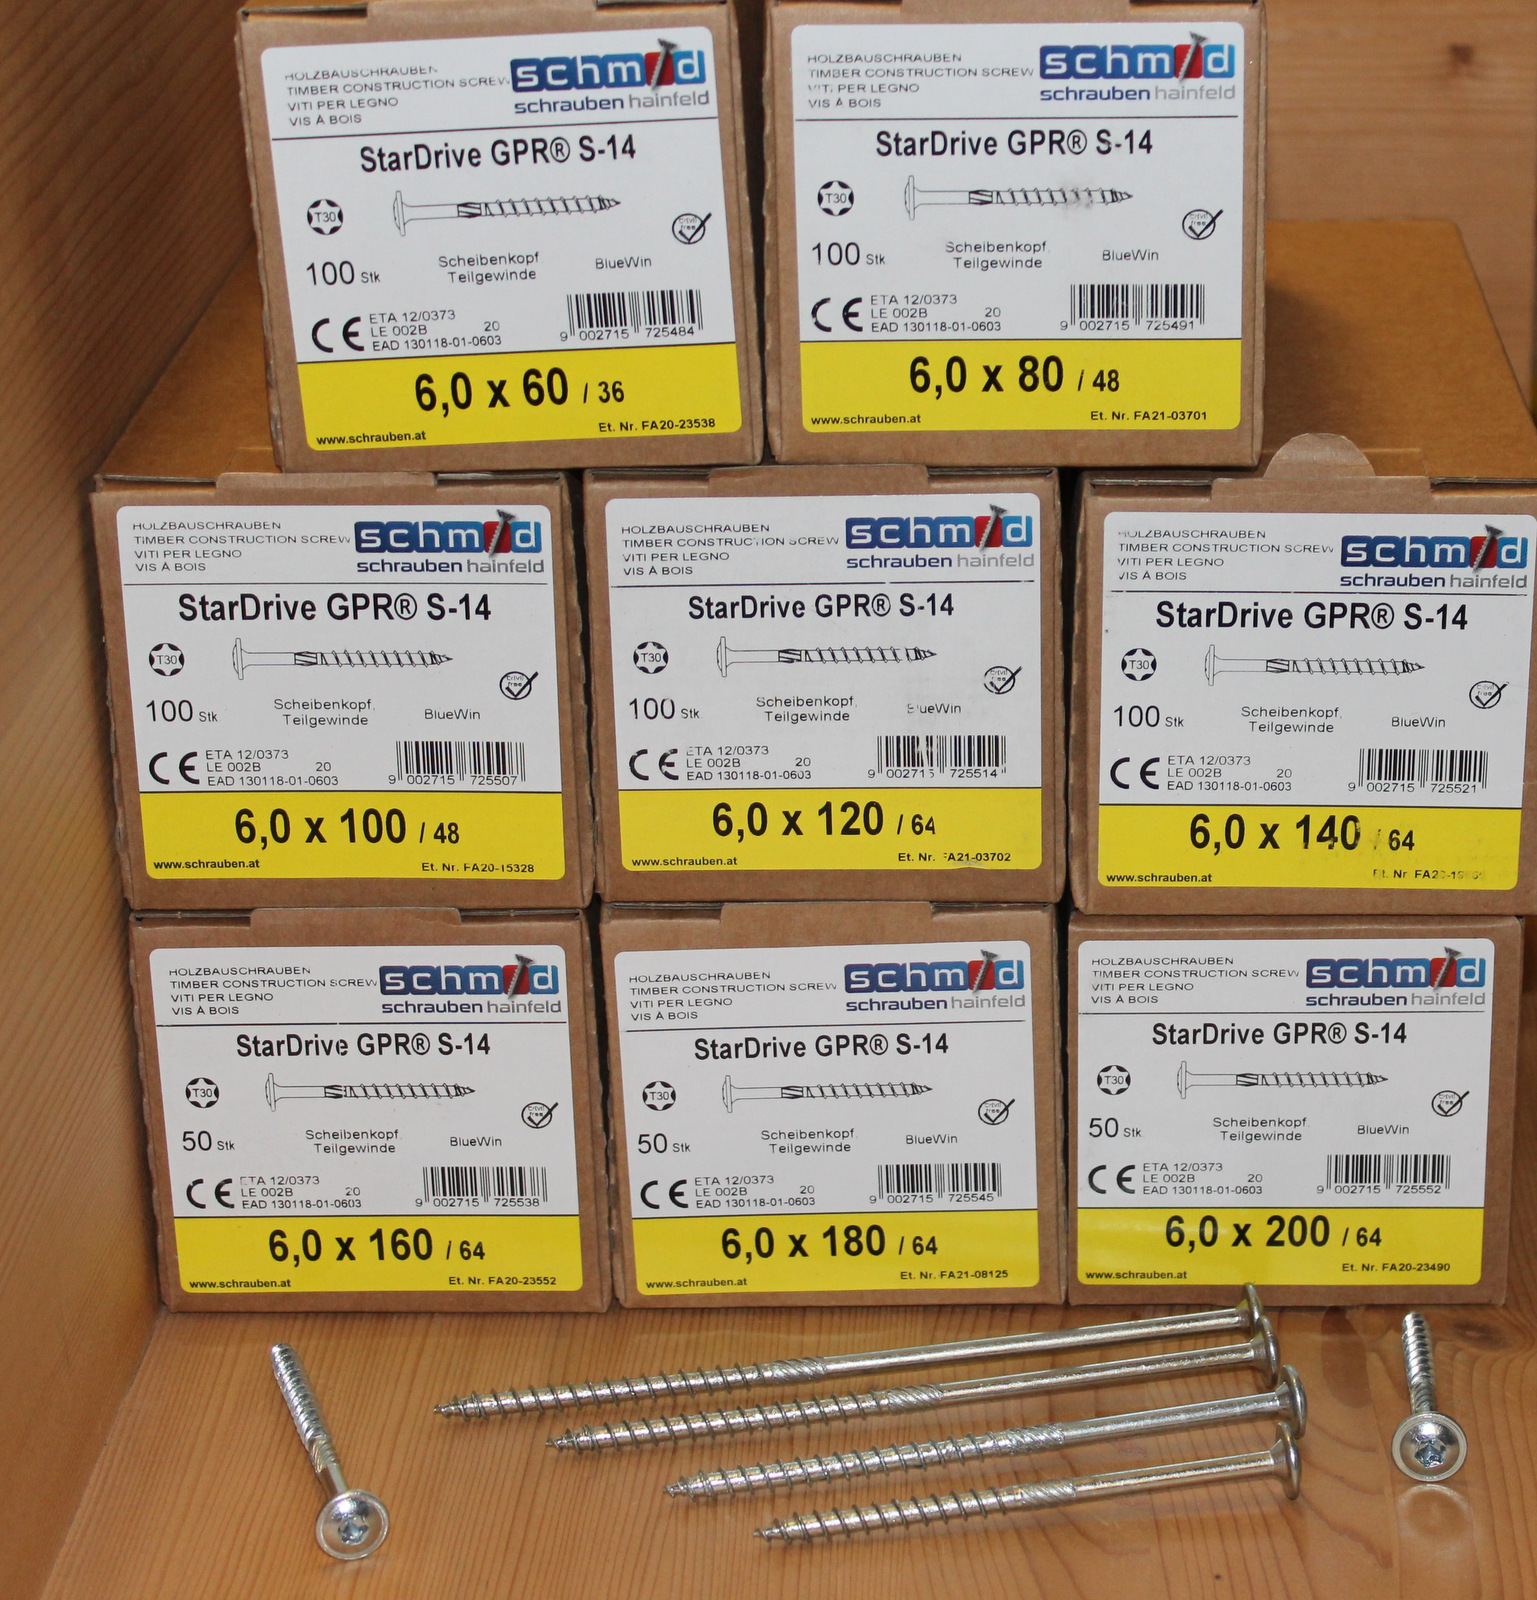 HOLZBAUSCHRAUBEN
TIMBER CONSTRUCTION SCREW
VITI PER LEGNO
VIS À BOIS
schmid
schrauben hainfeld
StarDrive GPR® S-14
T30
100 Stk
Scheibenkopf,
Teilgewinde
BlueWin
CE
ETA 12/0373
LE 002B 20
EAD 130118-01-0603
9 002715 725484
6,0 x 60 / 36
www.schrauben.at
Et. Nr. FA20-23538
HOLZBAUSCHRAUBEN
TIMBER CONSTRUCTION SCREW
VITI PER LEGNO
VIS À BOIS
schmid
schrauben hainfeld
StarDrive GPR® S-14
T30
100 Stk
Scheibenkopf,
Teilgewinde
BlueWin
CE
ETA 12/0373
LE 002B 20
EAD 130118-01-0603
9 002715 725491
6,0 x 80 / 48
www.schrauben.at
Et. Nr. FA21-03701
HOLZBAUSCHRAUBEN
TIMBER CONSTRUCTION SCREW
VITI PER LEGNO
VIS À BOIS
schmid
schrauben hainfeld
StarDrive GPR® S-14
T30
100 Stk
Scheibenkopf,
Teilgewinde
BlueWin
CE
ETA 12/0373
LE 002B 20
EAD 130118-01-0603
9 002715 725507
6,0 x 100 / 48
www.schrauben.at
Et. Nr. FA20-15328
HOLZBAUSCHRAUBEN
TIMBER CONSTRUCTION SCREW
VITI PER LEGNO
VIS À BOIS
schmid
schrauben hainfeld
StarDrive GPR® S-14
T30
100 Stk
Scheibenkopf,
Teilgewinde
BlueWin
CE
ETA 12/0373
LE 002B 20
EAD 130118-01-0603
9 002715 725514
6,0 x 120 / 64
www.schrauben.at
Et. Nr. FA21-03702
HOLZBAUSCHRAUBEN
TIMBER CONSTRUCTION SCREW
VITI PER LEGNO
VIS À BOIS
schmid
schrauben hainfeld
StarDrive GPR® S-14
T30
100 Stk
Scheibenkopf,
Teilgewinde
BlueWin
CE
ETA 12/0373
LE 002B 20
EAD 130118-01-0603
9 002715 725521
6,0 x 140 / 64
www.schrauben.at
Et. Nr.
HOLZBAUSCHRAUBEN
TIMBER CONSTRUCTION SCREW
VITI PER LEGNO
VIS À BOIS
schmid
schrauben hainfeld
StarDrive GPR® S-14
T30
50 Stk
Scheibenkopf,
Teilgewinde
BlueWin
CE
ETA 12/0373
LE 002B 20
EAD 130118-01-0603
9 002715 725538
6,0 x 160 / 64
www.schrauben.at
Et. Nr. FA20-23552
HOLZBAUSCHRAUBEN
TIMBER CONSTRUCTION SCREW
VITI PER LEGNO
VIS À BOIS
schmid
schrauben hainfeld
StarDrive GPR® S-14
T30
50 Stk
Scheibenkopf,
Teilgewinde
BlueWin
CE
ETA 12/0373
LE 002B 20
EAD 130118-01-0603
9 002715 725545
6,0 x 180 / 64
www.schrauben.at
Et. Nr. FA21-08125
HOLZBAUSCHRAUBEN
TIMBER CONSTRUCTION SCREW
VITI PER LEGNO
VIS À BOIS
schmid
schrauben hainfeld
StarDrive GPR® S-14
T30
50 Stk
Scheibenkopf,
Teilgewinde
BlueWin
CE
ETA 12/0373
LE 002B 20
EAD 130118-01-0603
9 002715 725552
6,0 x 200 / 64
www.schrauben.at
Et. Nr. FA20-23490